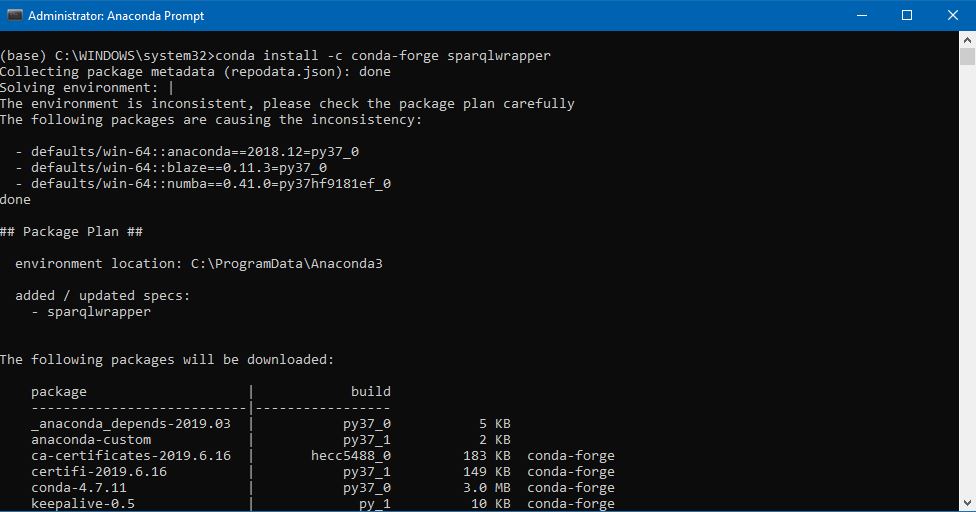 Administrator: Anaconda Prompt
(base) C:\WINDOWS\system32>conda install -c conda-forge sparqlwrapper
Collecting package metadata (repodata.json): done
Solving environment: |
The environment is inconsistent, please check the package plan carefully
The following packages are causing the inconsistency:
- defaults/win-64::anaconda==2018.12=py37_0
- defaults/win-64::blaze==0.11.3=py37_0
- defaults/win-64::numba==0.41.0=py37hf9181ef_0
done
## Package Plan ##
environment location: C:\ProgramData\Anaconda3
added / updated specs:
- sparqlwrapper
The following packages will be downloaded:
package | build
---------------------------|-----------------
_anaconda_depends-2019.03 | py37_0 5 KB
anaconda-custom | py37_1 2 KB
ca-certificates-2019.6.16 | hecc5488_0 183 KB conda-forge
certifi-2019.6.16 | py37_1 149 KB conda-forge
conda-4.7.11 | py37_0 3.0 MB conda-forge
keepalive-0.5 | py_1 10 KB conda-forge